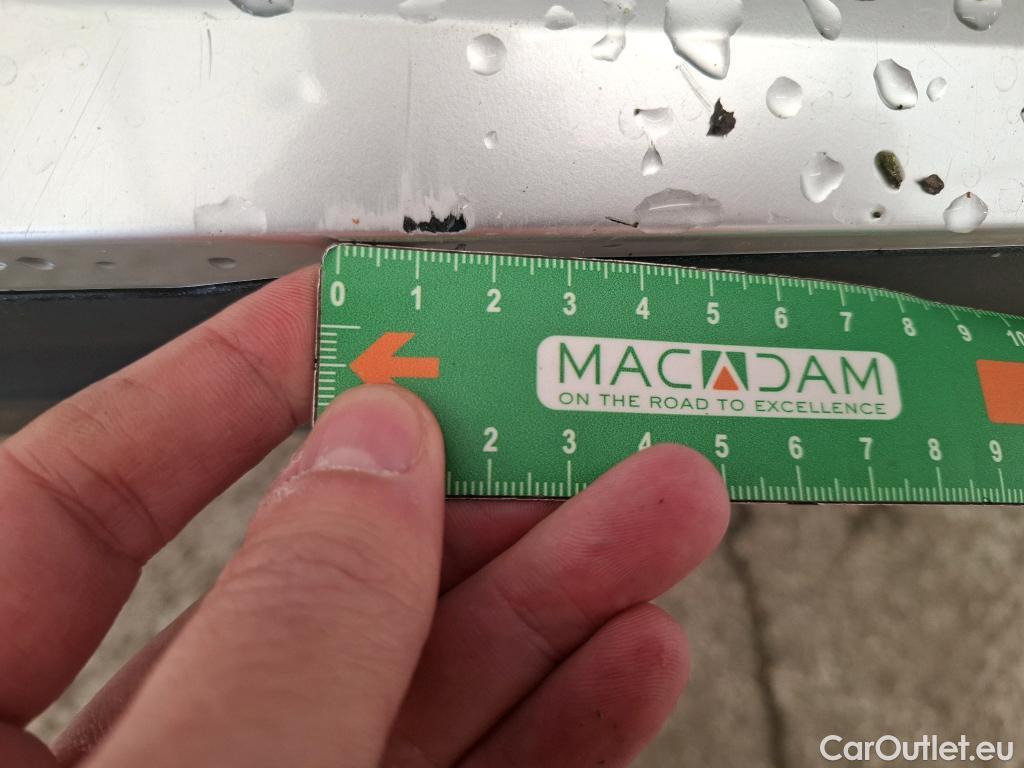 0 1 2 3 4 5 6 7 8 9 10
MACADAM
ON THE ROAD TO EXCELLENCE
2 3 4 5 6 7 8 9
CarOutlet.eu